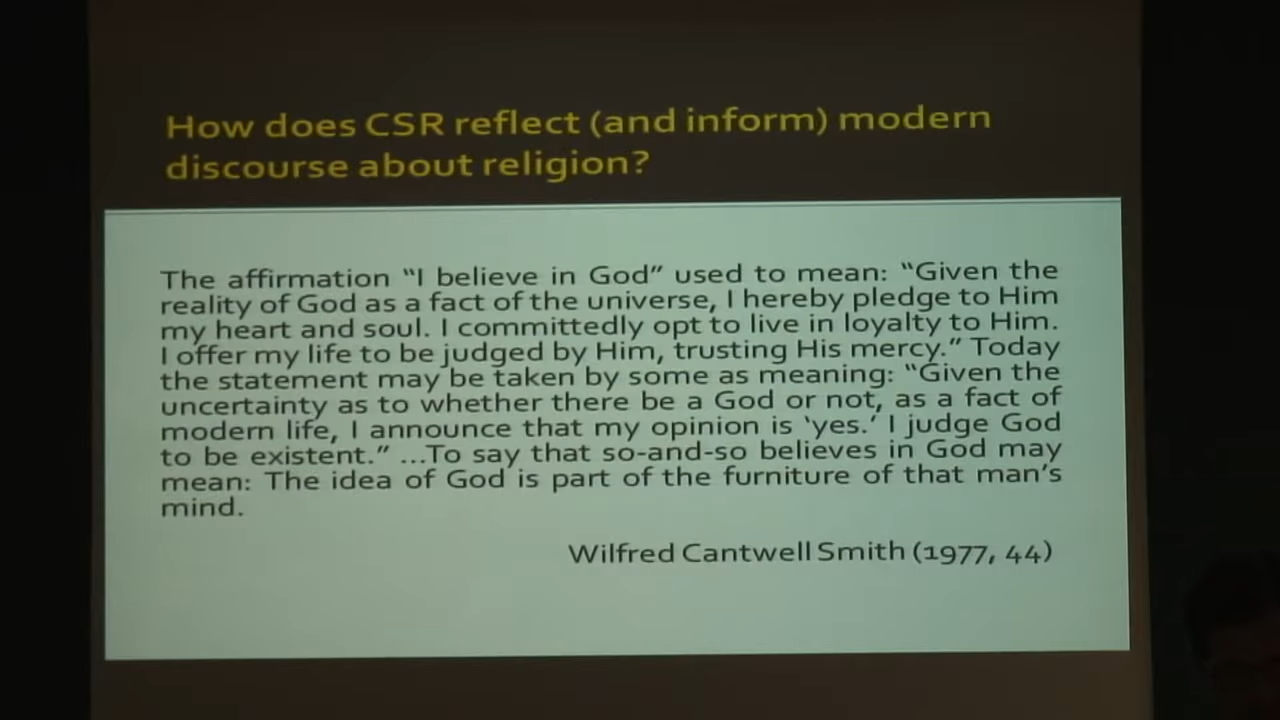 How does CSR reflect (and inform) modern
discourse about religion?
The affirmation “I believe in God” used to mean: “Given the
reality of God as a fact of the universe, I hereby pledge to Him
my heart and soul. I committedly opt to live in loyalty to Him.
I offer my life to be judged by Him, trusting His mercy.” Today
the statement may be taken by some as meaning: “Given the
uncertainty as to whether there be a God or not, as a fact of
modern life, I announce that my opinion is ‘yes.’ I judge God
to be existent.” ...To say that so-and-so believes in God may
mean: The idea of God is part of the furniture of that man’s
mind.
Wilfred Cantwell Smith (1977, 44)